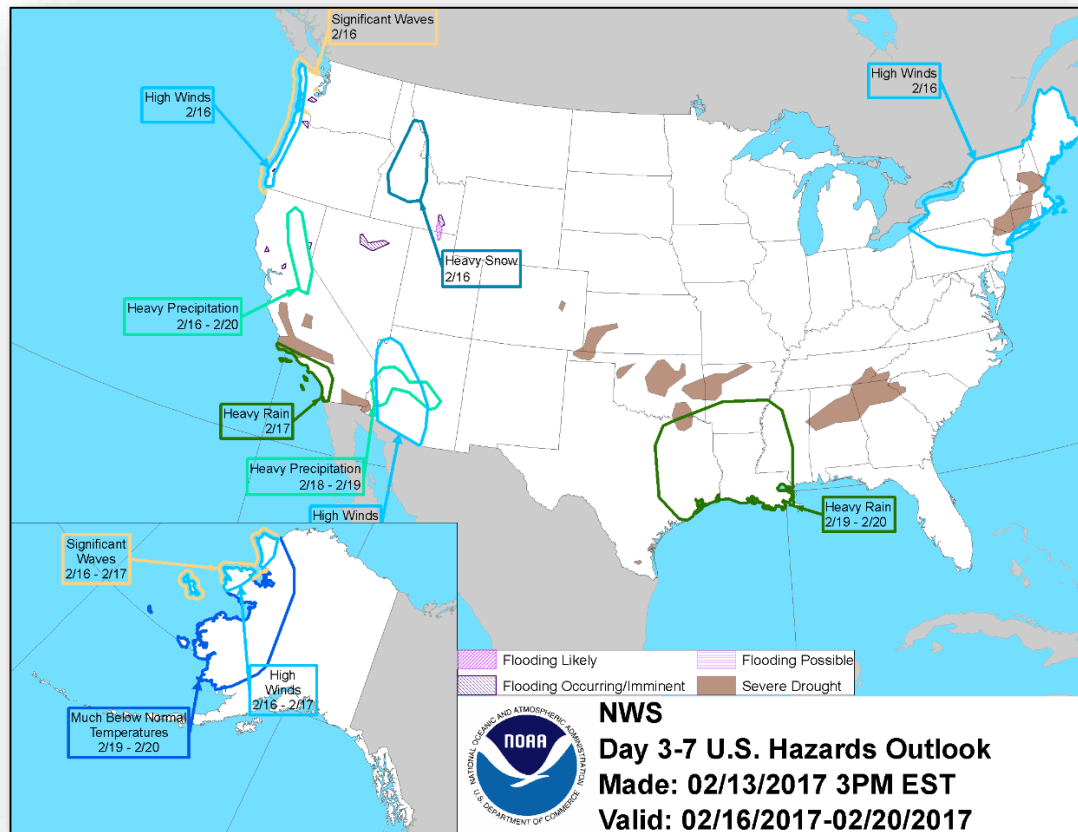 Significant Waves
2/16
High Winds
2/16
High Winds
2/16
Heavy Snow
2/16
Heavy Precipitation
2/16 - 2/20
Heavy Rain
2/17
Heavy Precipitation
2/18 - 2/19
High Winds
Heavy Rain
2/19 - 2/20
Significant
Waves
2/16 - 2/17
High
Winds
2/16 - 2/17
Much Below Normal
Temperatures
2/19 - 2/20
Flooding Likely
Flooding Possible
Flooding Occurring/Imminent
Severe Drought
NATIONAL OCEANIC AND ATMOSPHERIC ADMINISTRATION
NOAA
U.S. DEPARTMENT OF COMMERCE
NWS
Day 3-7 U.S. Hazards Outlook
Made: 02/13/2017 3PM EST
Valid: 02/16/2017-02/20/2017